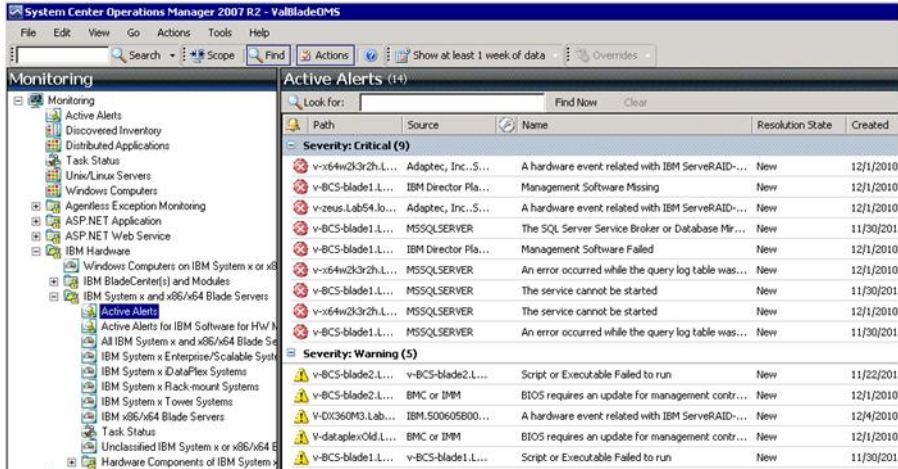 System Center Operations Manager 2007 R2 - ValBladeOMS
File Edit View Go Actions Tools Help
Search Scope Find Actions Show at least 1 week of data Overrides
Monitoring
Monitoring
Active Alerts
Discovered Inventory
Distributed Applications
Task Status
Unix/Linux Servers
Windows Computers
Agentless Exception Monitoring
ASP.NET Application
ASP.NET Web Service
IBM Hardware
Windows Computers on IBM System x or x8
IBM BladeCenter(s) and Modules
IBM System x and x86/x64 Blade Servers
Active Alerts
Active Alerts for IBM Software for HW M
All IBM System x and x86/x64 Blade Se
IBM System x Enterprise/Scalable Syste
IBM System x iDataPlex Systems
IBM System x Rack-mount Systems
IBM System x Tower Systems
IBM x86/x64 Blade Servers
Task Status
Unclassified IBM System x or x86/x64 B
Hardware Components of IBM System x
Active Alerts (14)
Look for: Find Now Clear
Path Source Name Resolution State Created
Severity: Critical (9)
v-x64w2k3r2h.L... Adaptec, Inc..S... A hardware event related with IBM ServeRAID-... New 12/1/2010
v-BCS-blade1.L... IBM Director Pla... Management Software Missing New 12/1/2010
v-zeus.Lab54.lo... Adaptec, Inc..S... A hardware event related with IBM ServeRAID-... New 12/1/2010
v-BCS-blade1.L... MSSQLSERVER The SQL Server Service Broker or Database Mir... New 11/30/201
v-BCS-blade1.L... IBM Director Pla... Management Software Failed New 12/1/2010
v-x64w2k3r2h.L... MSSQLSERVER An error occurred while the query log table was... New 12/1/2010
v-BCS-blade1.L... MSSQLSERVER The service cannot be started New 11/30/201
v-x64w2k3r2h.L... MSSQLSERVER The service cannot be started New 12/1/2010
v-BCS-blade1.L... MSSQLSERVER An error occurred while the query log table was... New 11/30/201
Severity: Warning (5)
v-BCS-blade2.L... v-BCS-blade2.L... Script or Executable Failed to run New 11/22/201
v-BCS-blade2.L... BMC or IMM BIOS requires an update for management contr... New 12/1/2010
V-DX360M3.Lab... IBM.500605B00... A hardware event related with IBM ServeRAID-... New 12/4/2010
V-dataplexOld.L... BMC or IMM BIOS requires an update for management contr... New 12/1/2010
v-BCS-blade1.L... v-BCS-blade1.L... Script or Executable Failed to run New 11/30/201